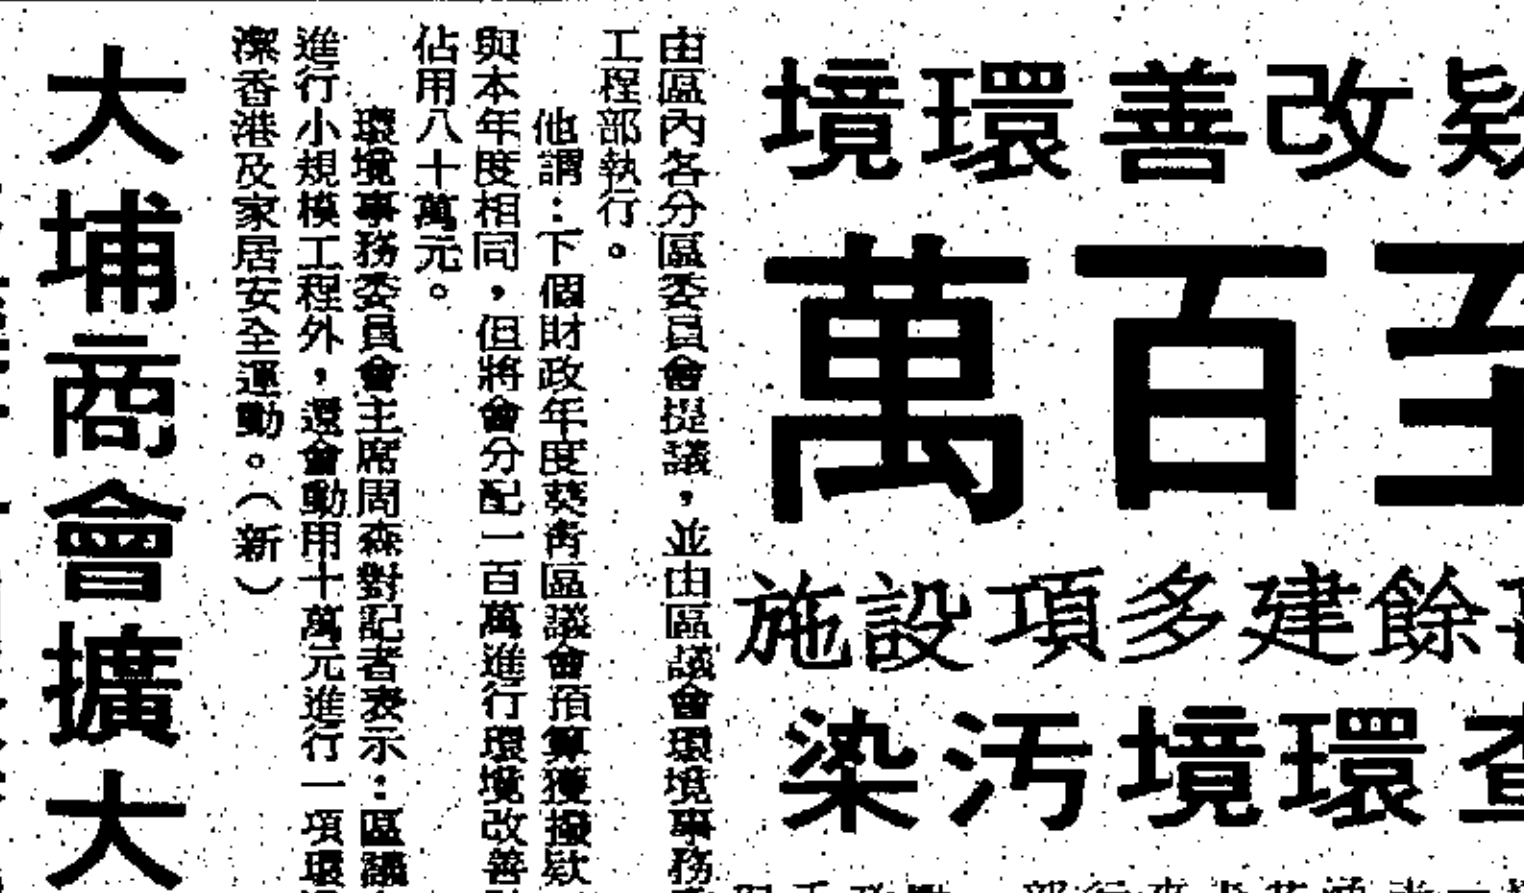 款改善環境
百萬
餘建多項設施
環境污染
由區內各分區委員會提議，並由區議會環境事務
工程部執行。
他謂：下個財政年度葵青區議會預算獲撥款
與本年度相同，但將會分配一百萬進行環境改善
佔用八十萬元。
環境事務委員會主席周森對記者表示：區議
進行小規模工程外，還會動用十萬元進行一項環
潔香港及家居安全運動。（新）
大埔商會擴大